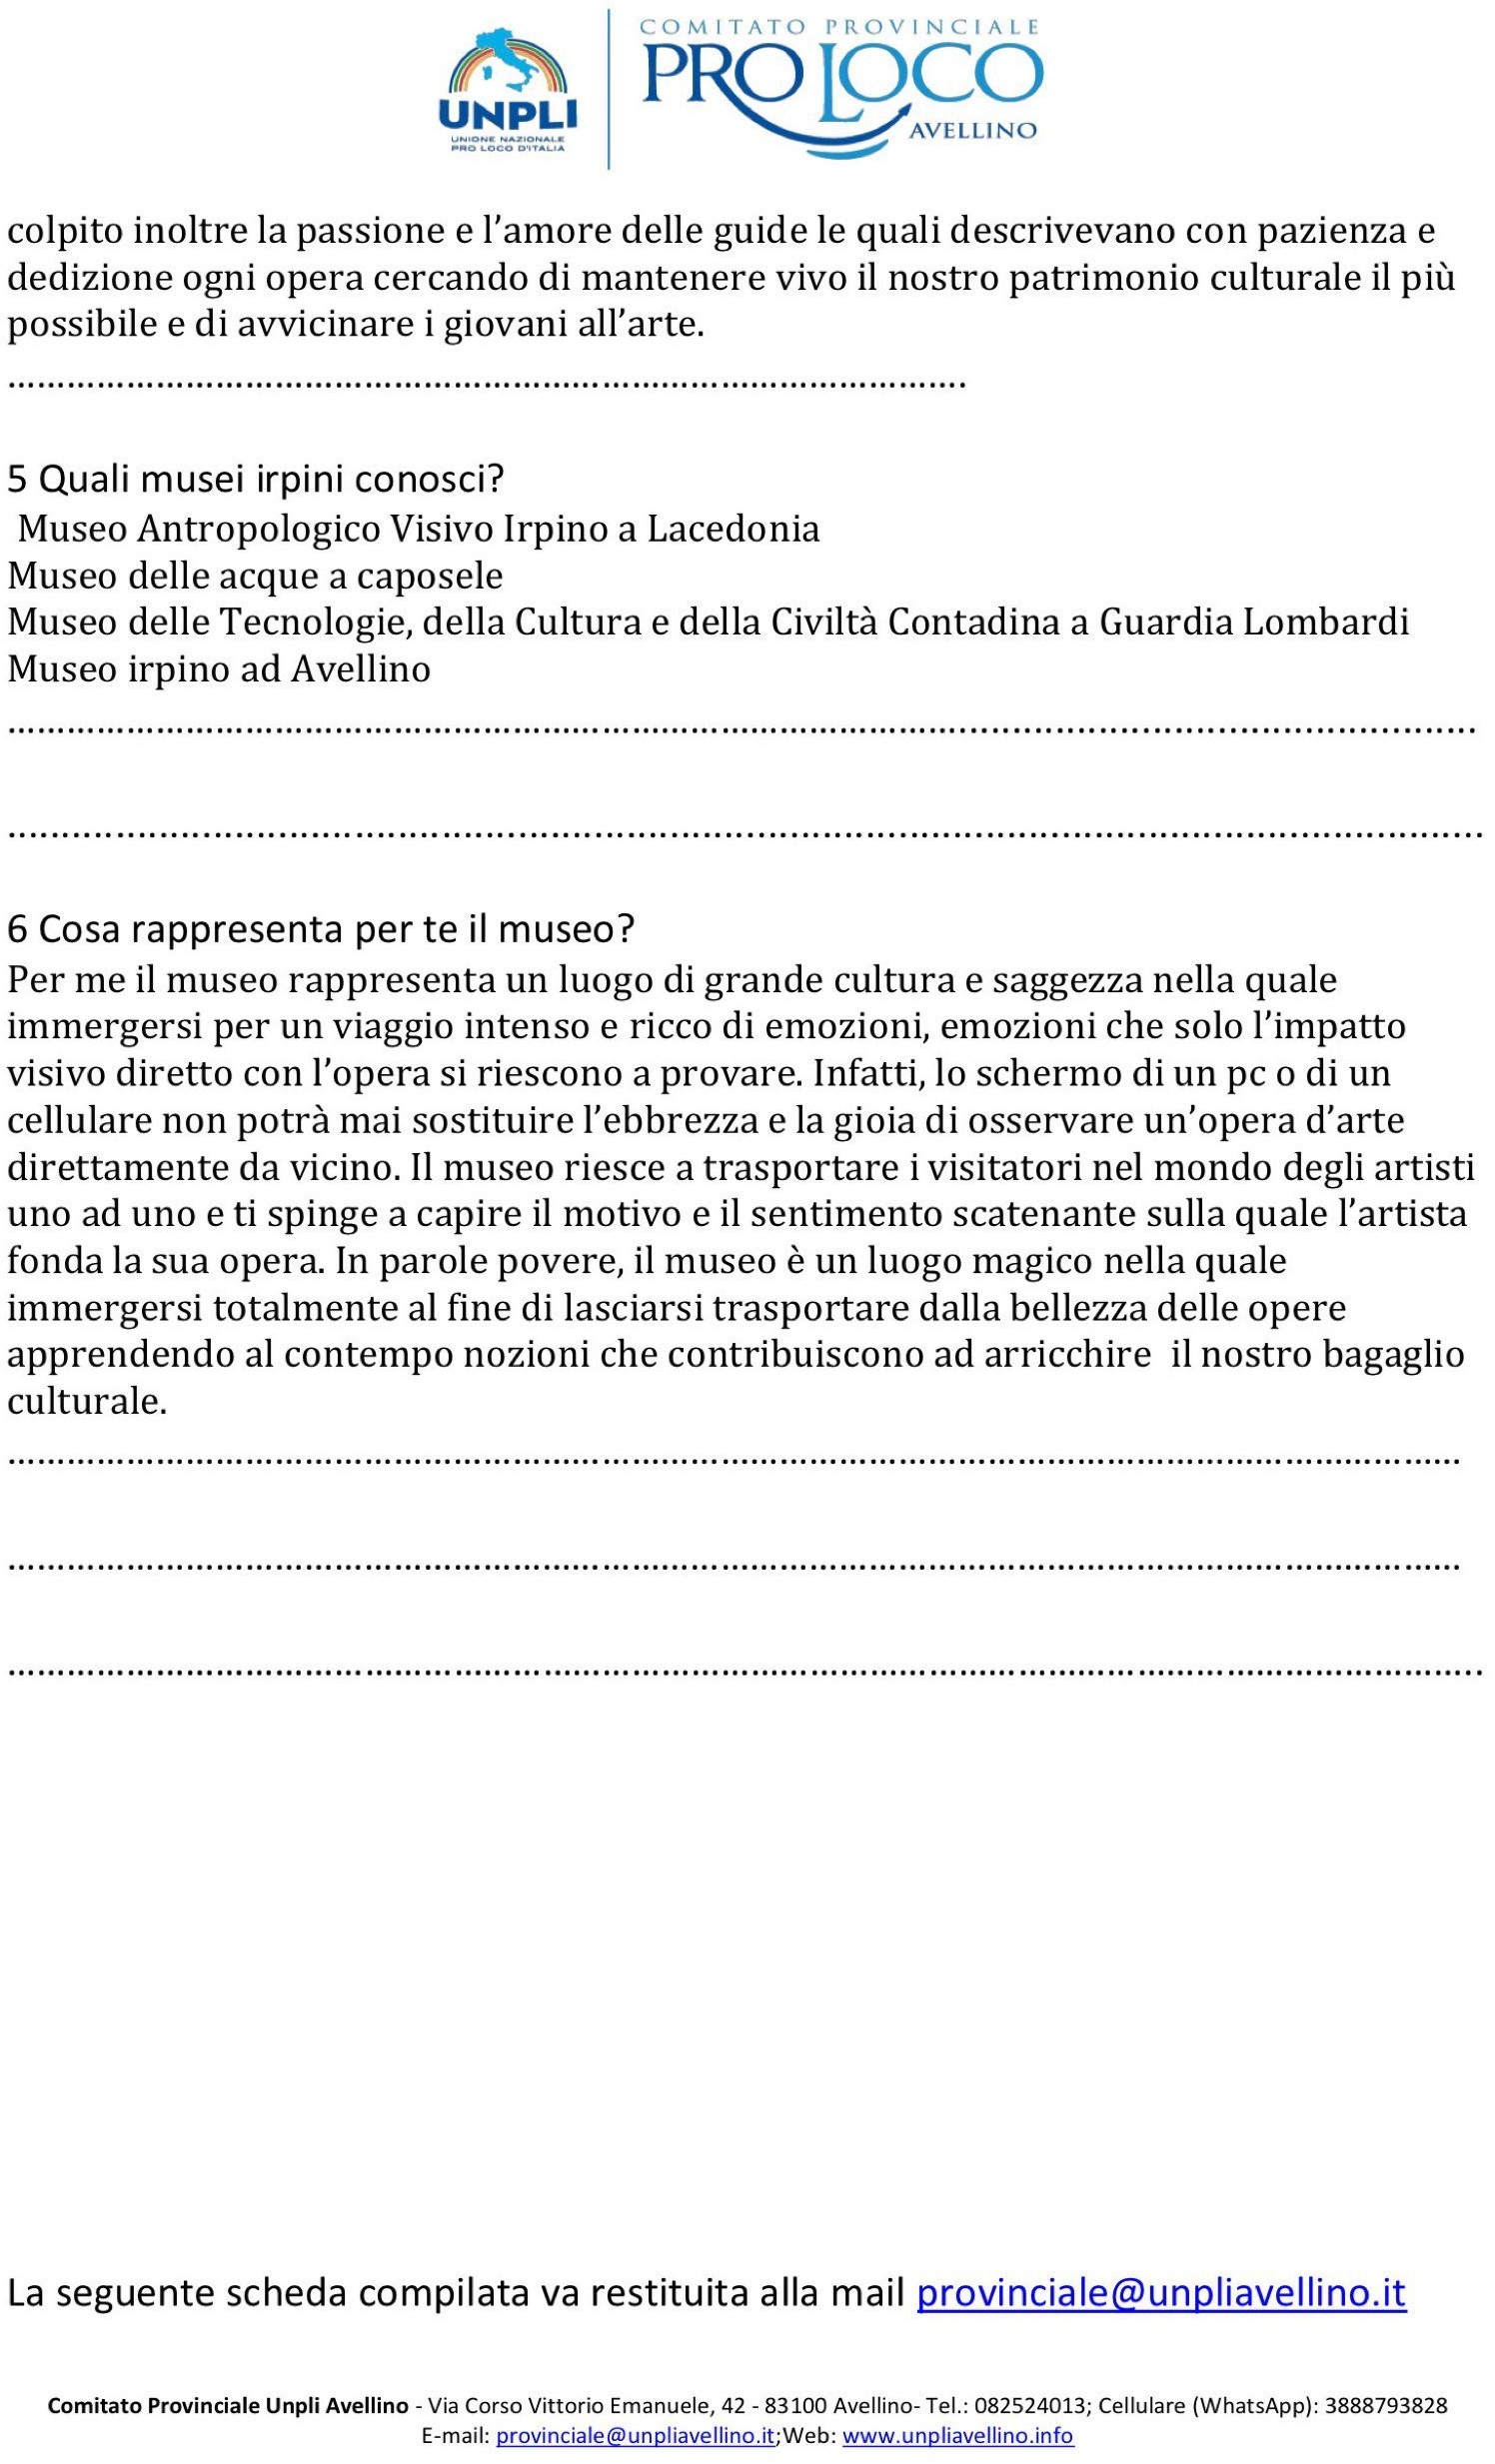 COMITATO PROVINCIALE
PRO LOCO
AVELLINO
UNPLI
UNIONE NAZIONALE
PRO LOCO D'ITALIA
colpito inoltre la passione e l’amore delle guide le quali descrivevano con pazienza e
dedizione ogni opera cercando di mantenere vivo il nostro patrimonio culturale il più
possibile e di avvicinare i giovani all’arte.
…………………………………………………………………………………….
5 Quali musei irpini conosci?
Museo Antropologico Visivo Irpino a Lacedonia
Museo delle acque a caposele
Museo delle Tecnologie, della Cultura e della Civiltà Contadina a Guardia Lombardi
Museo irpino ad Avellino
……………………………………………………………………………………...............................................
.......................................................................................................................................
6 Cosa rappresenta per te il museo?
Per me il museo rappresenta un luogo di grande cultura e saggezza nella quale
immergersi per un viaggio intenso e ricco di emozioni, emozioni che solo l’impatto
visivo diretto con l’opera si riescono a provare. Infatti, lo schermo di un pc o di un
cellulare non potrà mai sostituire l’ebbrezza e la gioia di osservare un’opera d’arte
direttamente da vicino. Il museo riesce a trasportare i visitatori nel mondo degli artisti
uno ad uno e ti spinge a capire il motivo e il sentimento scatenante sulla quale l’artista
fonda la sua opera. In parole povere, il museo è un luogo magico nella quale
immergersi totalmente al fine di lasciarsi trasportare dalla bellezza delle opere
apprendendo al contempo nozioni che contribuiscono ad arricchire  il nostro bagaglio
culturale.
…………………………………………………………………………………………………………………………………
…………………………………………………………………………………………………………………………………
…………………………………………………………………………………………………………………………………..
La seguente scheda compilata va restituita alla mail provinciale@unpliavellino.it
Comitato Provinciale Unpli Avellino - Via Corso Vittorio Emanuele, 42 - 83100 Avellino- Tel.: 082524013; Cellulare (WhatsApp): 3888793828
E-mail: provinciale@unpliavellino.it;Web: www.unpliavellino.info